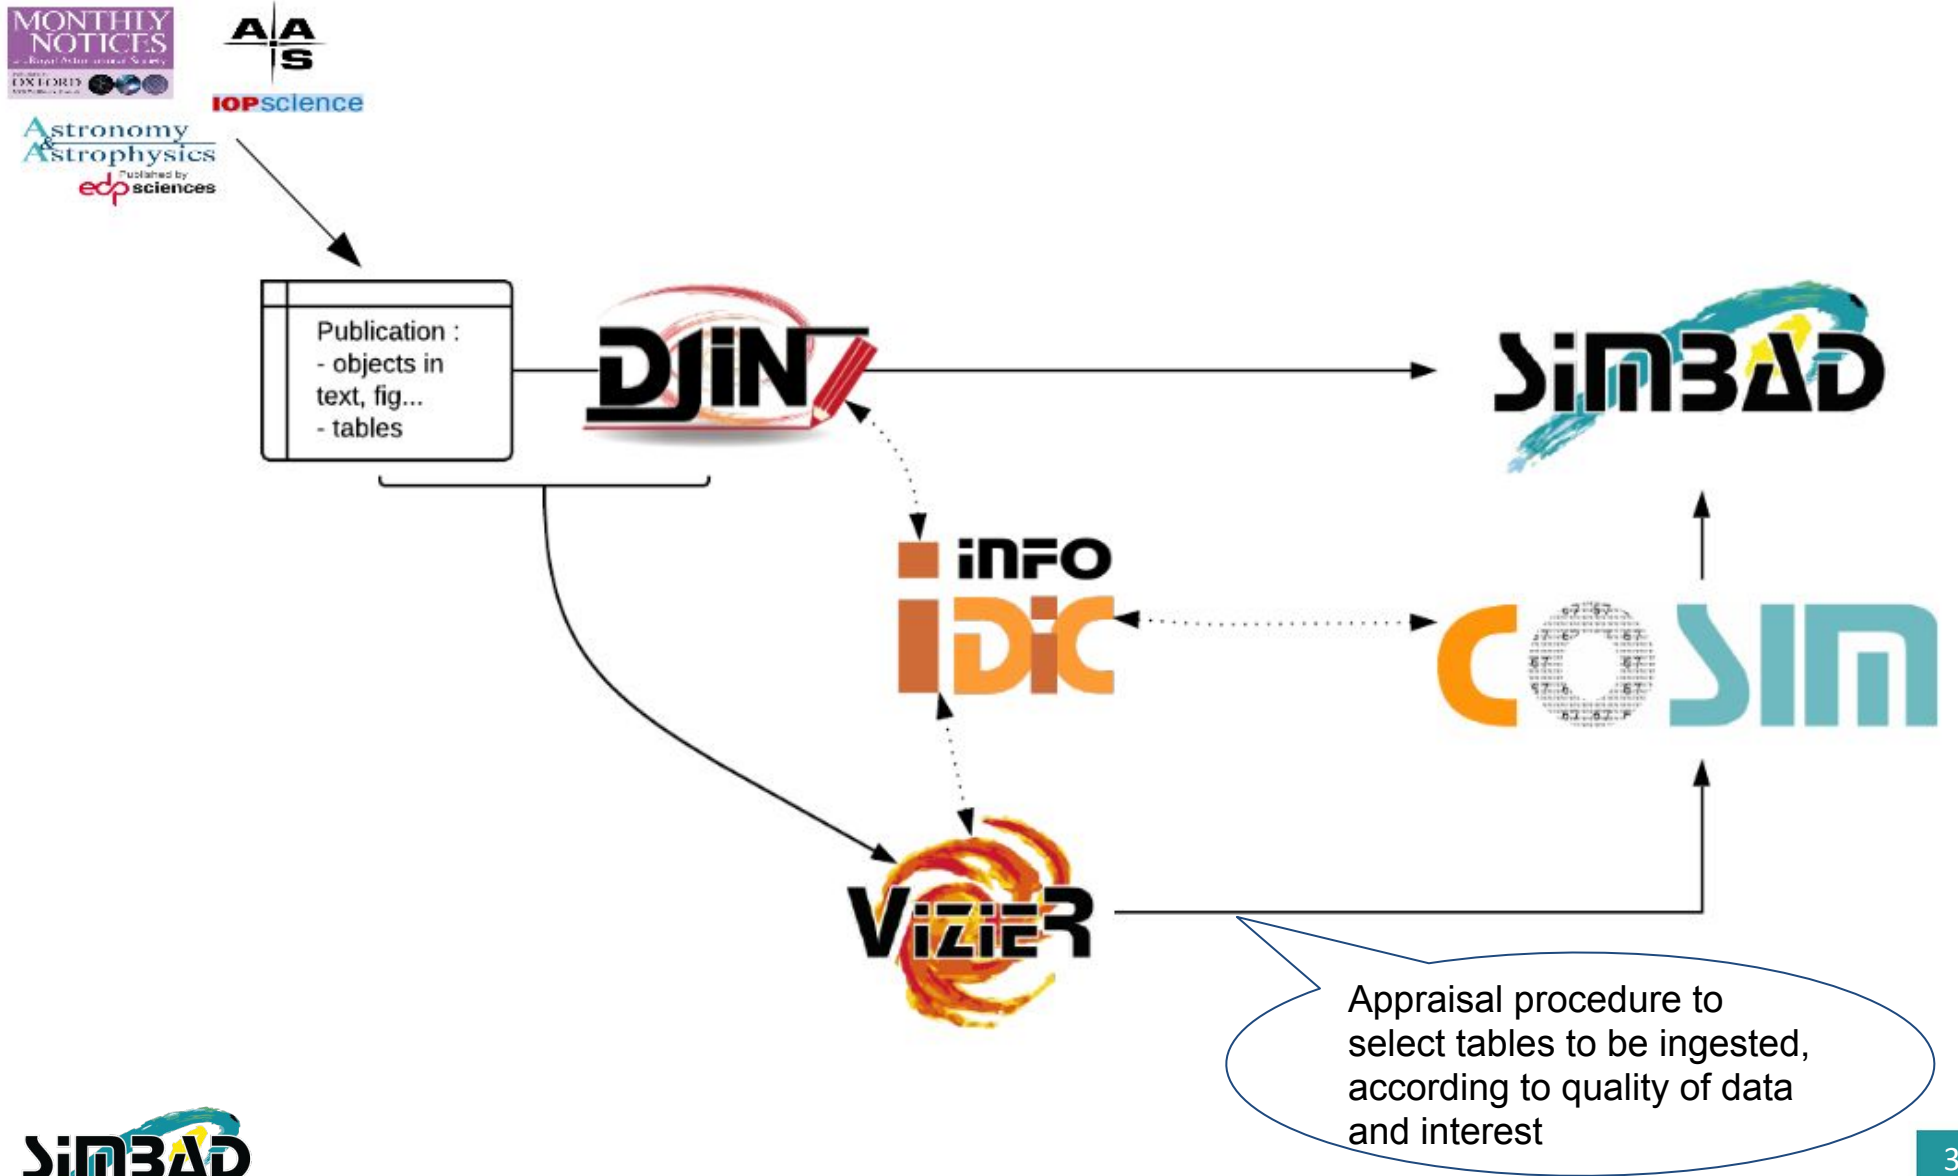 MONTHLY
NOTICES
OXFORD
AAS
IOPscience
Astronomy
&
Astrophysics
Published by
edp sciences
Publication :
- objects in
text, fig...
- tables
DJIN
SIMBAD
iNFO
iDiC
COSIM
ViZieR
Appraisal procedure to
select tables to be ingested,
according to quality of data
and interest
SIMBAD
3